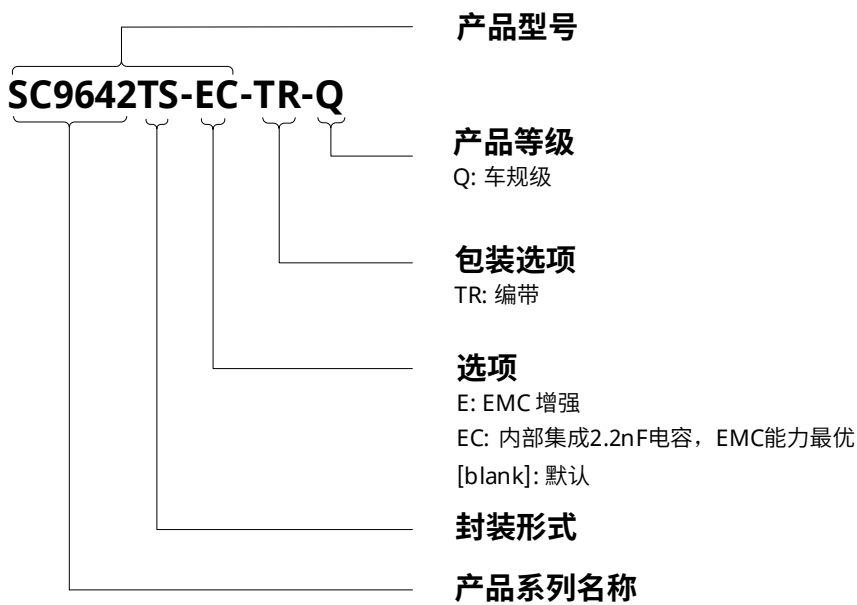 产品型号
SC9642TS-EC-TR-Q
产品等级
Q: 车规级
包装选项
TR: 编带
选项
E: EMC 增强
EC: 内部集成2.2nF电容，EMC能力最优
[blank]: 默认
封装形式
产品系列名称